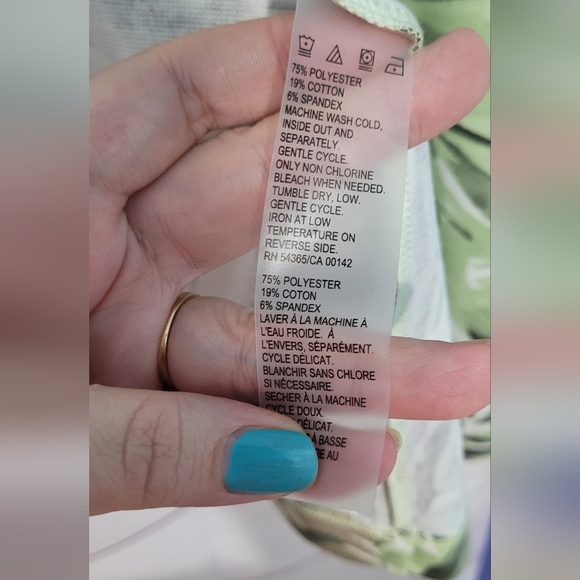 75% POLYESTER
19% COTTON
6% SPANDEX
MACHINE WASH COLD,
INSIDE OUT AND
SEPARATELY.
GENTLE CYCLE.
ONLY NON CHLORINE
BLEACH WHEN NEEDED.
TUMBLE DRY, LOW.
GENTLE CYCLE.
IRON AT LOW
TEMPERATURE ON
REVERSE SIDE.
RN 54365/CA 00142
75% POLYESTER
19% COTON
6% SPANDEX
LAVER À LA MACHINE À
L'EAU FROIDE. À
L'ENVERS, SÉPARÉMENT.
CYCLE DÉLICAT.
BLANCHIR SANS CHLORE
SI NÉCESSAIRE.
SECHER À LA MACHINE
CYCLE DOUX.
DÉLICAT.
À BASSE
AU